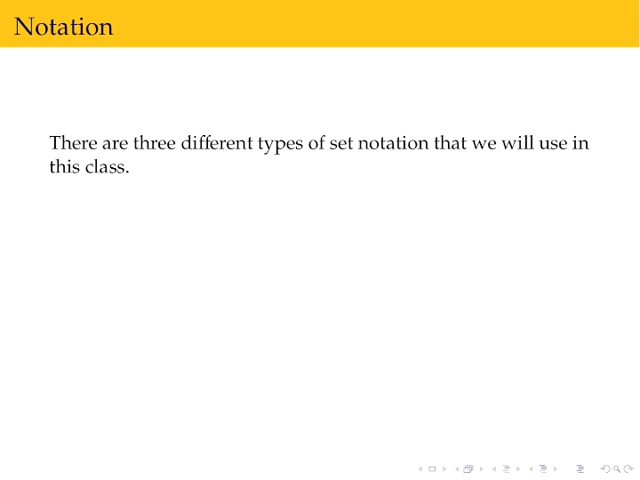 Notation
There are three different types of set notation that we will use in
this class.